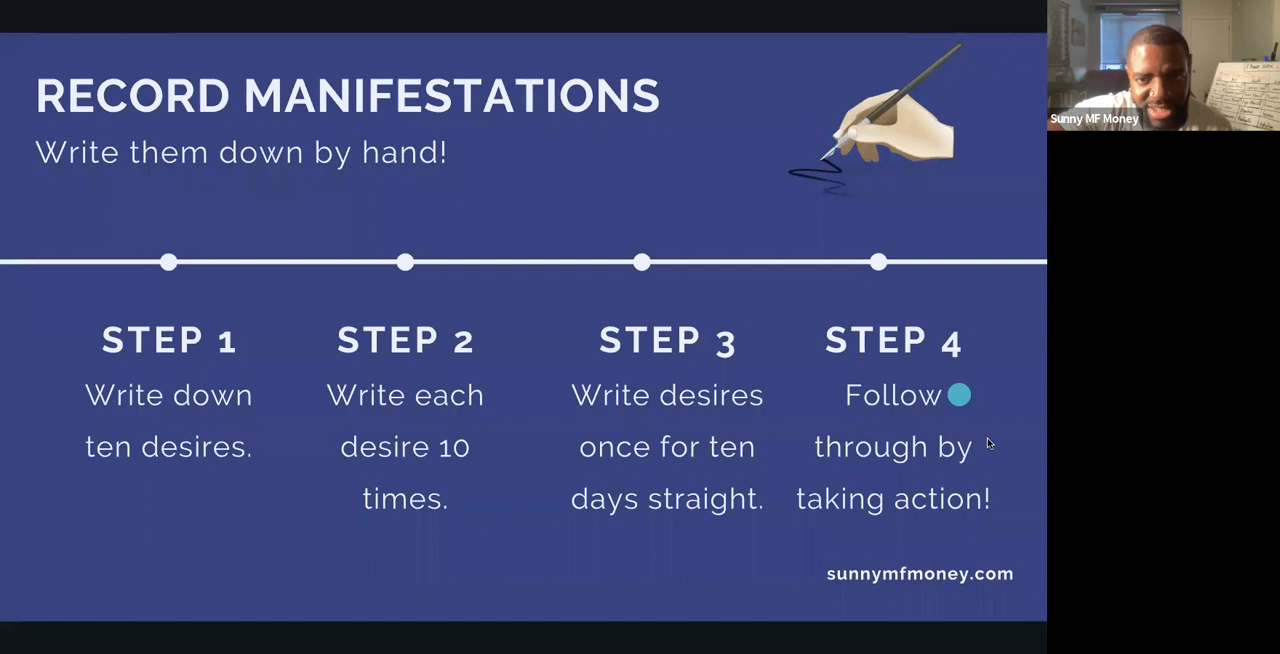 RECORD MANIFESTATIONS
Write them down by hand!
STEP 1
Write down
ten desires.
STEP 2
Write each
desire 10
times.
STEP 3
Write desires
once for ten
days straight.
STEP 4
Follow
through by
taking action!
sunnymfmoney.com
Sunny MF Money